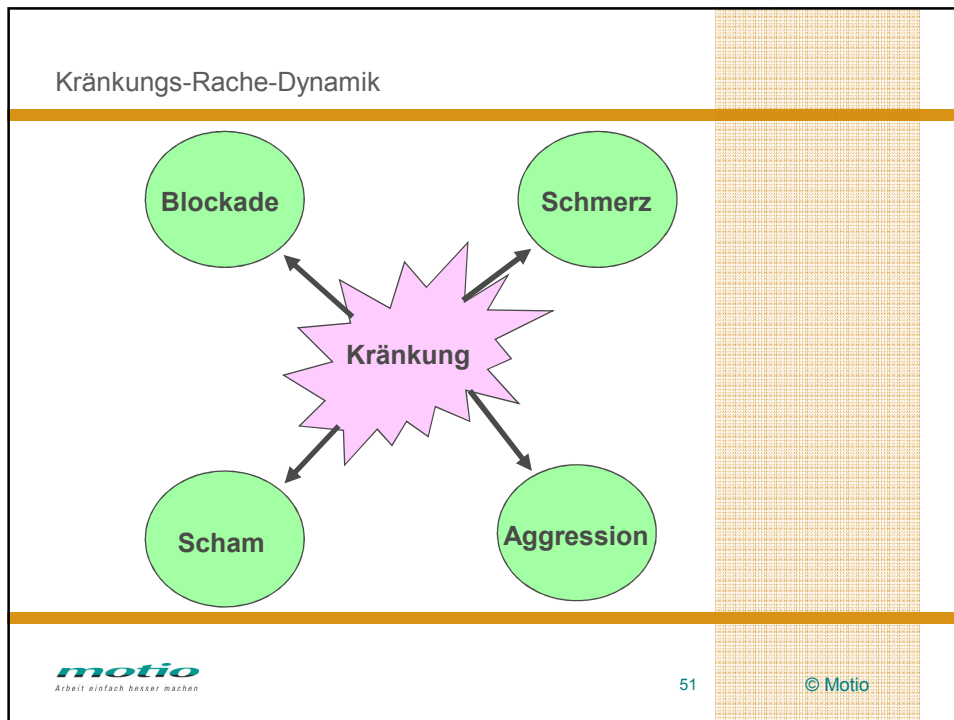 Kränkungs-Rache-Dynamik
Blockade
Schmerz
Kränkung
Scham
Aggression
motio
Arbeit einfach besser machen
51
© Motio